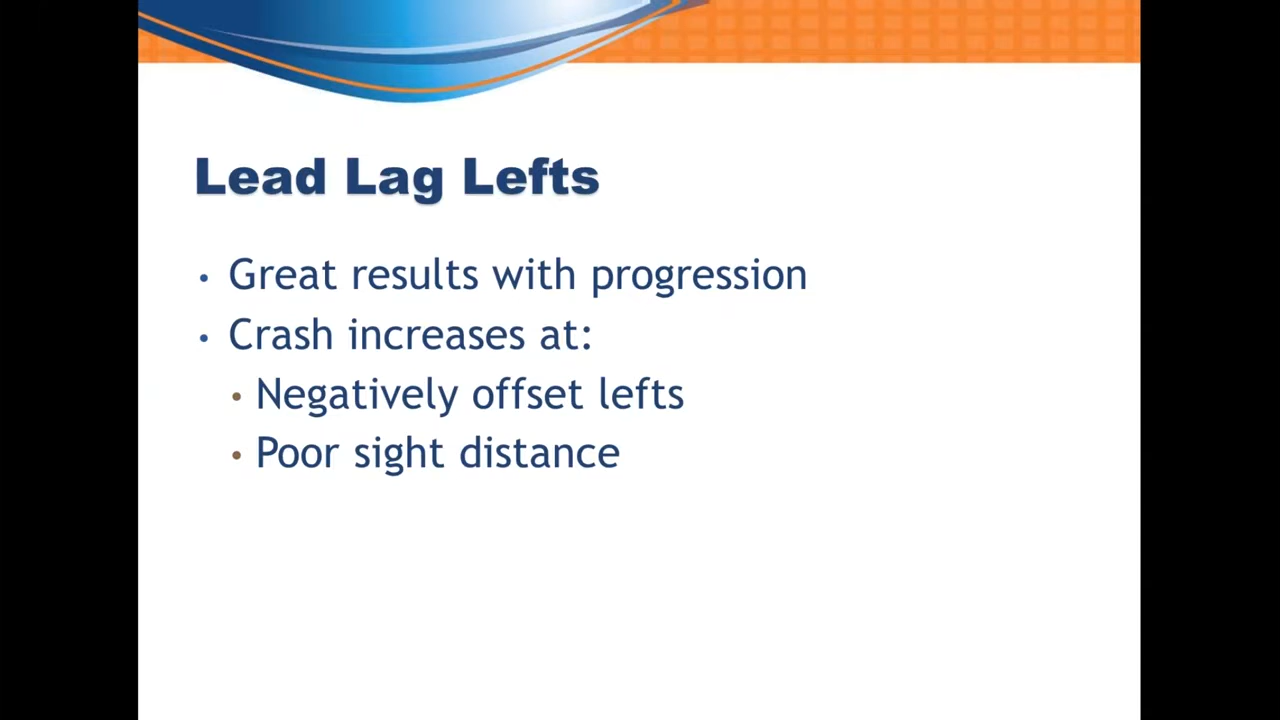 Lead Lag Lefts
• Great results with progression
• Crash increases at:
• Negatively offset lefts
• Poor sight distance